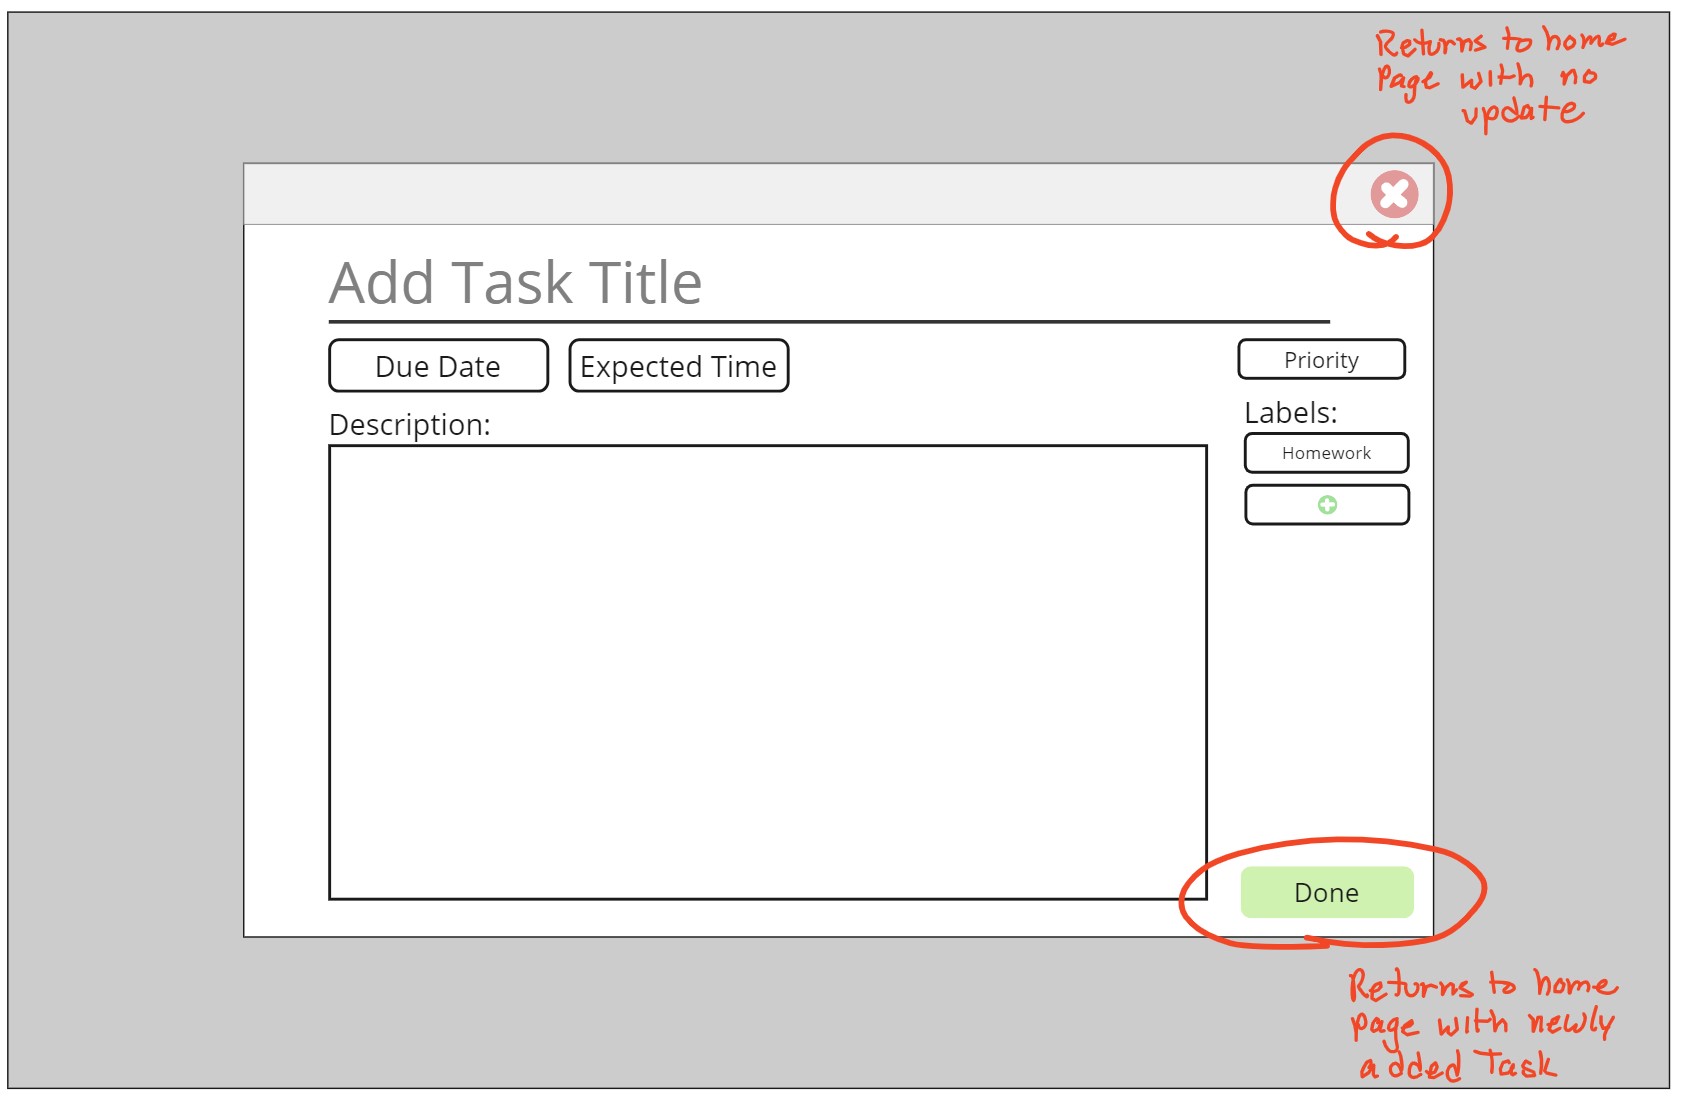 Returns to home
Page with no
update
Add Task Title
Due Date
Expected Time
Priority
Description:
Labels:
Homework
Done
Returns to home
page with newly
added Task